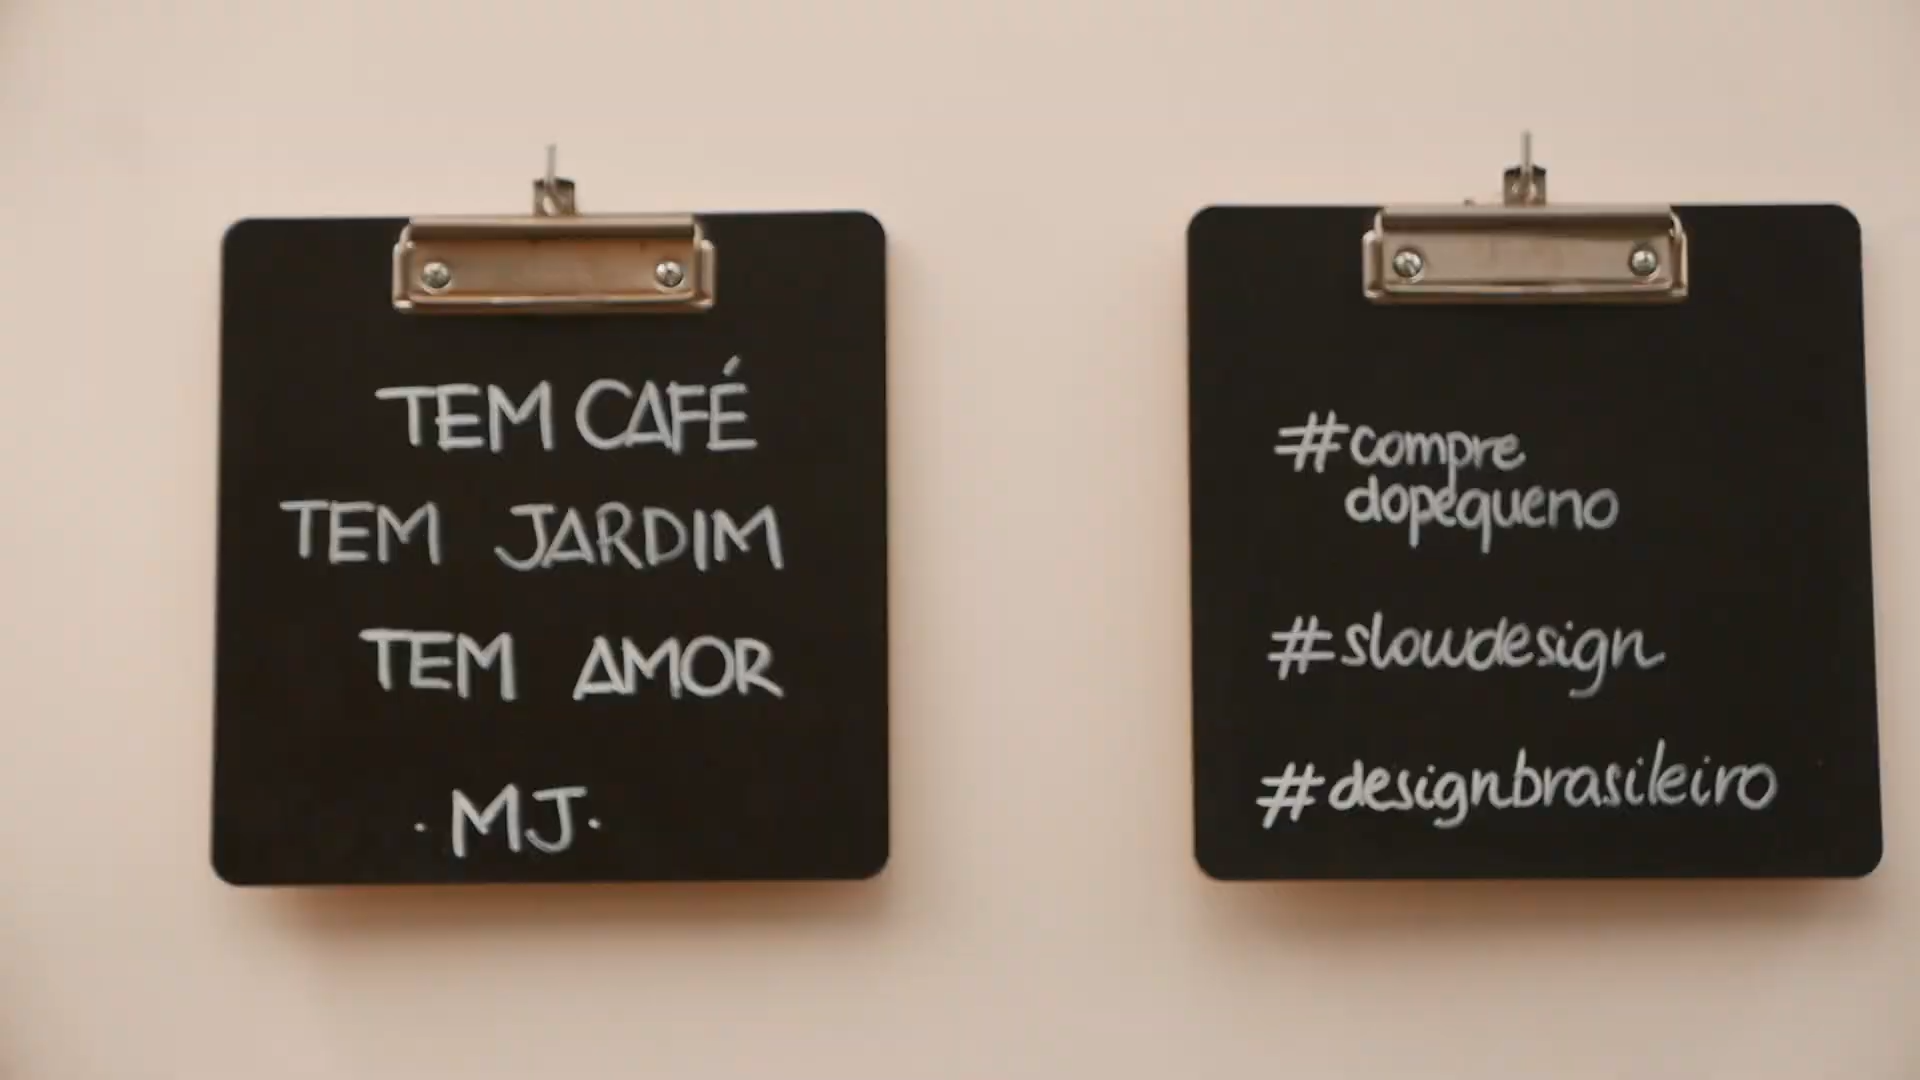 TEM CAFÉ
TEM JARDIM
TEM AMOR
· MJ ·
#compre
dopequeno
#slowdesign
#designbrasileiro